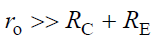 r_o >> R_C + R_E